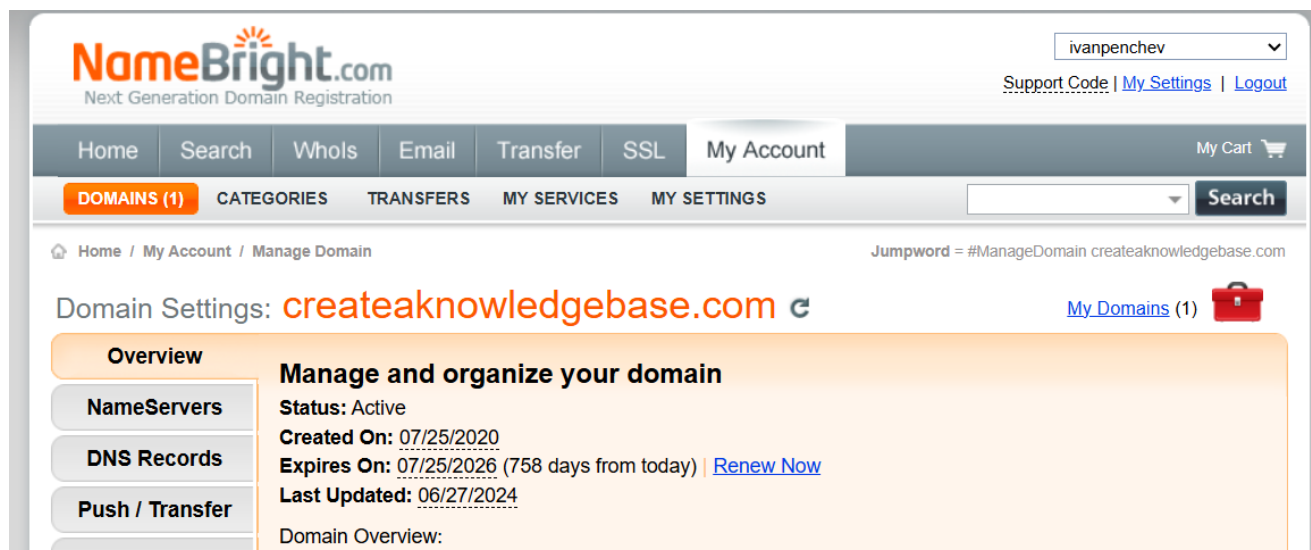 NameBright.com
Next Generation Domain Registration
ivanpenchev
Support Code | My Settings | Logout
Home Search WhoIs Email Transfer SSL My Account My Cart
DOMAINS (1) CATEGORIES TRANSFERS MY SERVICES MY SETTINGS Search
Home / My Account / Manage Domain Jumpword = #ManageDomain createaknowledgebase.com
Domain Settings: createaknowledgebase.com My Domains (1)
Overview
NameServers
DNS Records
Push / Transfer
Manage and organize your domain
Status: Active
Created On: 07/25/2020
Expires On: 07/25/2026 (758 days from today) | Renew Now
Last Updated: 06/27/2024
Domain Overview: